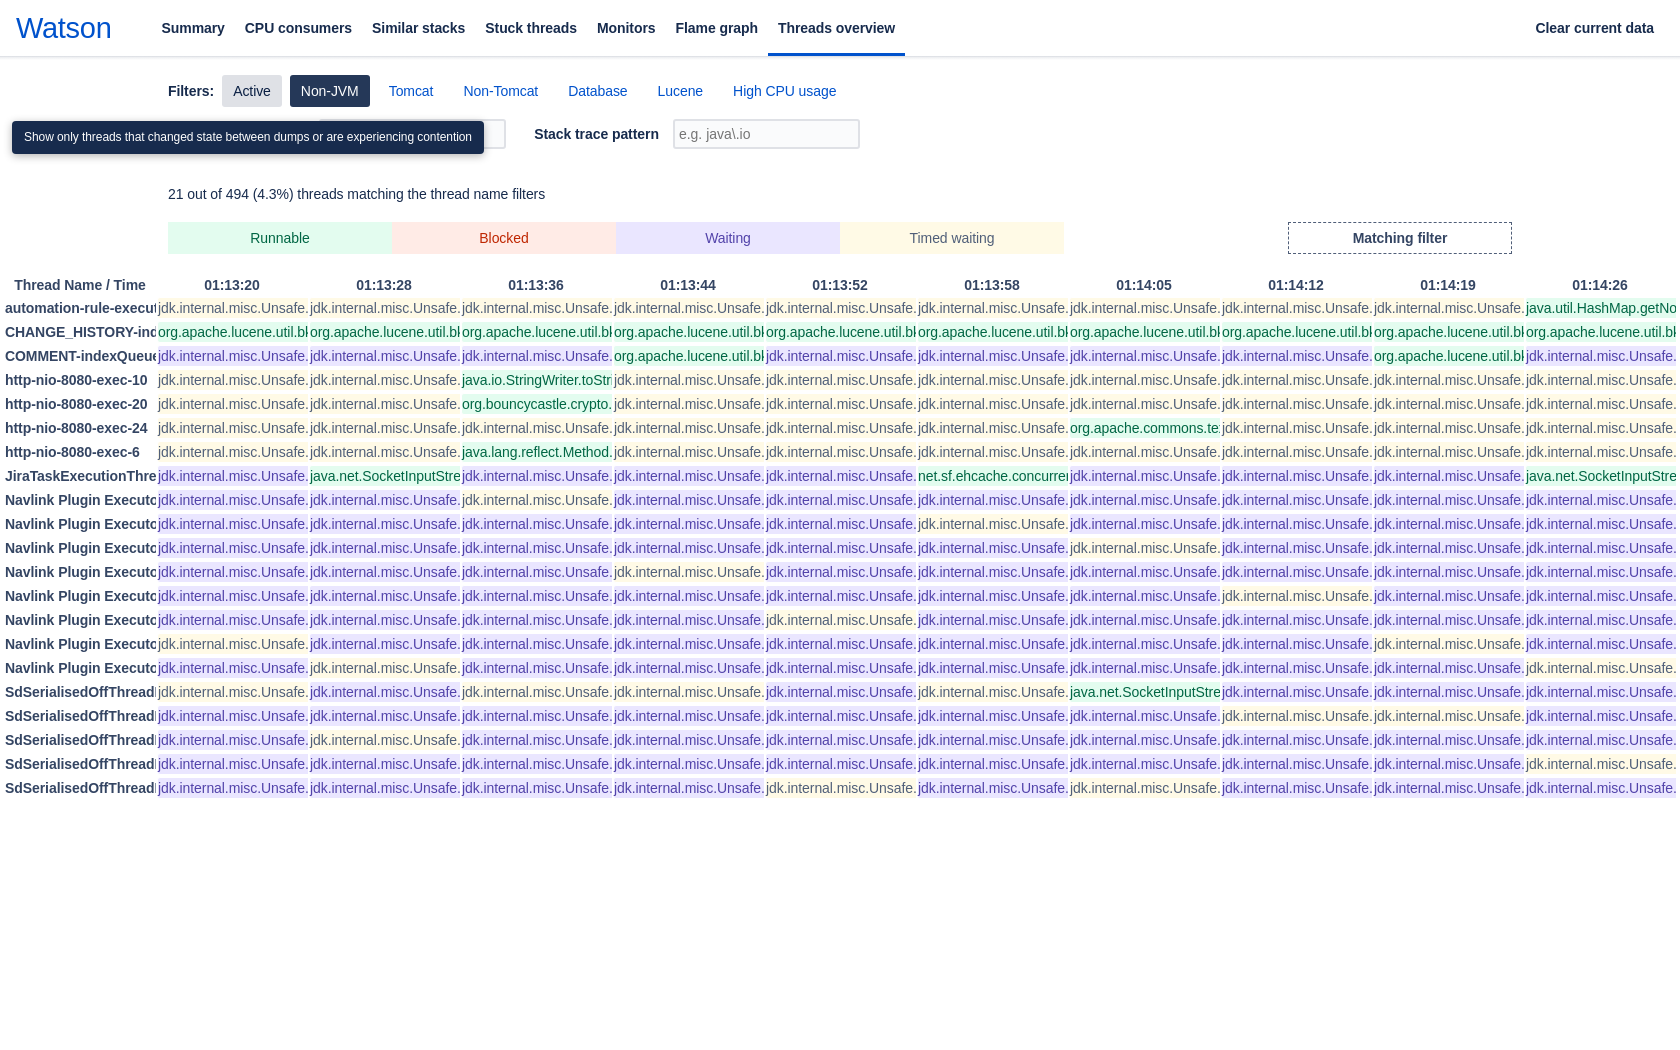 Watson Summary CPU consumers Similar stacks Stuck threads Monitors Flame graph Threads overview Clear current data
Filters: Active Non-JVM Tomcat Non-Tomcat Database Lucene High CPU usage
Show only threads that changed state between dumps or are experiencing contention Stack trace pattern e.g. java\.io
21 out of 494 (4.3%) threads matching the thread name filters
Runnable Blocked Waiting Timed waiting Matching filter
Thread Name / Time 01:13:20 01:13:28 01:13:36 01:13:44 01:13:52 01:13:58 01:14:05 01:14:12 01:14:19 01:14:26
automation-rule-execut jdk.internal.misc.Unsafe. jdk.internal.misc.Unsafe. jdk.internal.misc.Unsafe. jdk.internal.misc.Unsafe. jdk.internal.misc.Unsafe. jdk.internal.misc.Unsafe. jdk.internal.misc.Unsafe. jdk.internal.misc.Unsafe. jdk.internal.misc.Unsafe. java.util.HashMap.getNo
CHANGE_HISTORY-ind org.apache.lucene.util.bk org.apache.lucene.util.bk org.apache.lucene.util.bk org.apache.lucene.util.bk org.apache.lucene.util.bk org.apache.lucene.util.bk org.apache.lucene.util.bk org.apache.lucene.util.bk org.apache.lucene.util.bk org.apache.lucene.util.bk
COMMENT-indexQueue jdk.internal.misc.Unsafe. jdk.internal.misc.Unsafe. jdk.internal.misc.Unsafe. org.apache.lucene.util.bk jdk.internal.misc.Unsafe. jdk.internal.misc.Unsafe. jdk.internal.misc.Unsafe. jdk.internal.misc.Unsafe. org.apache.lucene.util.bk jdk.internal.misc.Unsafe.
http-nio-8080-exec-10 jdk.internal.misc.Unsafe. jdk.internal.misc.Unsafe. java.io.StringWriter.toStr jdk.internal.misc.Unsafe. jdk.internal.misc.Unsafe. jdk.internal.misc.Unsafe. jdk.internal.misc.Unsafe. jdk.internal.misc.Unsafe. jdk.internal.misc.Unsafe. jdk.internal.misc.Unsafe.
http-nio-8080-exec-20 jdk.internal.misc.Unsafe. jdk.internal.misc.Unsafe. org.bouncycastle.crypto. jdk.internal.misc.Unsafe. jdk.internal.misc.Unsafe. jdk.internal.misc.Unsafe. jdk.internal.misc.Unsafe. jdk.internal.misc.Unsafe. jdk.internal.misc.Unsafe. jdk.internal.misc.Unsafe.
http-nio-8080-exec-24 jdk.internal.misc.Unsafe. jdk.internal.misc.Unsafe. jdk.internal.misc.Unsafe. jdk.internal.misc.Unsafe. jdk.internal.misc.Unsafe. jdk.internal.misc.Unsafe. org.apache.commons.te jdk.internal.misc.Unsafe. jdk.internal.misc.Unsafe. jdk.internal.misc.Unsafe.
http-nio-8080-exec-6 jdk.internal.misc.Unsafe. jdk.internal.misc.Unsafe. java.lang.reflect.Method. jdk.internal.misc.Unsafe. jdk.internal.misc.Unsafe. jdk.internal.misc.Unsafe. jdk.internal.misc.Unsafe. jdk.internal.misc.Unsafe. jdk.internal.misc.Unsafe. jdk.internal.misc.Unsafe.
JiraTaskExecutionThre jdk.internal.misc.Unsafe. java.net.SocketInputStre jdk.internal.misc.Unsafe. jdk.internal.misc.Unsafe. jdk.internal.misc.Unsafe. net.sf.ehcache.concurre jdk.internal.misc.Unsafe. jdk.internal.misc.Unsafe. jdk.internal.misc.Unsafe. java.net.SocketInputStre
Navlink Plugin Executo jdk.internal.misc.Unsafe. jdk.internal.misc.Unsafe. jdk.internal.misc.Unsafe. jdk.internal.misc.Unsafe. jdk.internal.misc.Unsafe. jdk.internal.misc.Unsafe. jdk.internal.misc.Unsafe. jdk.internal.misc.Unsafe. jdk.internal.misc.Unsafe. jdk.internal.misc.Unsafe.
Navlink Plugin Executo jdk.internal.misc.Unsafe. jdk.internal.misc.Unsafe. jdk.internal.misc.Unsafe. jdk.internal.misc.Unsafe. jdk.internal.misc.Unsafe. jdk.internal.misc.Unsafe. jdk.internal.misc.Unsafe. jdk.internal.misc.Unsafe. jdk.internal.misc.Unsafe. jdk.internal.misc.Unsafe.
Navlink Plugin Executo jdk.internal.misc.Unsafe. jdk.internal.misc.Unsafe. jdk.internal.misc.Unsafe. jdk.internal.misc.Unsafe. jdk.internal.misc.Unsafe. jdk.internal.misc.Unsafe. jdk.internal.misc.Unsafe. jdk.internal.misc.Unsafe. jdk.internal.misc.Unsafe. jdk.internal.misc.Unsafe.
Navlink Plugin Executo jdk.internal.misc.Unsafe. jdk.internal.misc.Unsafe. jdk.internal.misc.Unsafe. jdk.internal.misc.Unsafe. jdk.internal.misc.Unsafe. jdk.internal.misc.Unsafe. jdk.internal.misc.Unsafe. jdk.internal.misc.Unsafe. jdk.internal.misc.Unsafe. jdk.internal.misc.Unsafe.
Navlink Plugin Executo jdk.internal.misc.Unsafe. jdk.internal.misc.Unsafe. jdk.internal.misc.Unsafe. jdk.internal.misc.Unsafe. jdk.internal.misc.Unsafe. jdk.internal.misc.Unsafe. jdk.internal.misc.Unsafe. jdk.internal.misc.Unsafe. jdk.internal.misc.Unsafe. jdk.internal.misc.Unsafe.
Navlink Plugin Executo jdk.internal.misc.Unsafe. jdk.internal.misc.Unsafe. jdk.internal.misc.Unsafe. jdk.internal.misc.Unsafe. jdk.internal.misc.Unsafe. jdk.internal.misc.Unsafe. jdk.internal.misc.Unsafe. jdk.internal.misc.Unsafe. jdk.internal.misc.Unsafe. jdk.internal.misc.Unsafe.
Navlink Plugin Executo jdk.internal.misc.Unsafe. jdk.internal.misc.Unsafe. jdk.internal.misc.Unsafe. jdk.internal.misc.Unsafe. jdk.internal.misc.Unsafe. jdk.internal.misc.Unsafe. jdk.internal.misc.Unsafe. jdk.internal.misc.Unsafe. jdk.internal.misc.Unsafe. jdk.internal.misc.Unsafe.
Navlink Plugin Executo jdk.internal.misc.Unsafe. jdk.internal.misc.Unsafe. jdk.internal.misc.Unsafe. jdk.internal.misc.Unsafe. jdk.internal.misc.Unsafe. jdk.internal.misc.Unsafe. jdk.internal.misc.Unsafe. jdk.internal.misc.Unsafe. jdk.internal.misc.Unsafe. jdk.internal.misc.Unsafe.
SdSerialisedOffThread jdk.internal.misc.Unsafe. jdk.internal.misc.Unsafe. jdk.internal.misc.Unsafe. jdk.internal.misc.Unsafe. jdk.internal.misc.Unsafe. jdk.internal.misc.Unsafe. java.net.SocketInputStre jdk.internal.misc.Unsafe. jdk.internal.misc.Unsafe. jdk.internal.misc.Unsafe.
SdSerialisedOffThread jdk.internal.misc.Unsafe. jdk.internal.misc.Unsafe. jdk.internal.misc.Unsafe. jdk.internal.misc.Unsafe. jdk.internal.misc.Unsafe. jdk.internal.misc.Unsafe. jdk.internal.misc.Unsafe. jdk.internal.misc.Unsafe. jdk.internal.misc.Unsafe. jdk.internal.misc.Unsafe.
SdSerialisedOffThread jdk.internal.misc.Unsafe. jdk.internal.misc.Unsafe. jdk.internal.misc.Unsafe. jdk.internal.misc.Unsafe. jdk.internal.misc.Unsafe. jdk.internal.misc.Unsafe. jdk.internal.misc.Unsafe. jdk.internal.misc.Unsafe. jdk.internal.misc.Unsafe. jdk.internal.misc.Unsafe.
SdSerialisedOffThread jdk.internal.misc.Unsafe. jdk.internal.misc.Unsafe. jdk.internal.misc.Unsafe. jdk.internal.misc.Unsafe. jdk.internal.misc.Unsafe. jdk.internal.misc.Unsafe. jdk.internal.misc.Unsafe. jdk.internal.misc.Unsafe. jdk.internal.misc.Unsafe. jdk.internal.misc.Unsafe.
SdSerialisedOffThread jdk.internal.misc.Unsafe. jdk.internal.misc.Unsafe. jdk.internal.misc.Unsafe. jdk.internal.misc.Unsafe. jdk.internal.misc.Unsafe. jdk.internal.misc.Unsafe. jdk.internal.misc.Unsafe. jdk.internal.misc.Unsafe. jdk.internal.misc.Unsafe. jdk.internal.misc.Unsafe.